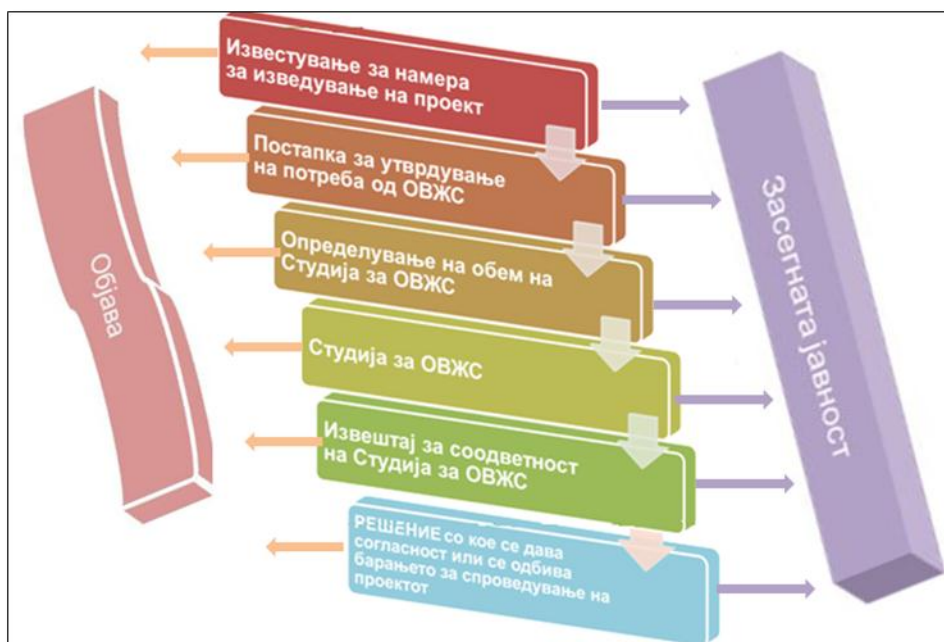 Известување за намера
за изведување на проект
Постапка за утврдување
на потреба од ОВЖС
Определување на обем на
Студија за ОВЖС
Студија за ОВЖС
Извештај за соодветност
на Студија за ОВЖС
РЕШЕНИЕ со кое се дава
согласност или се одбива
барањето за спроведување на
проектот
Објава
Засегната јавност